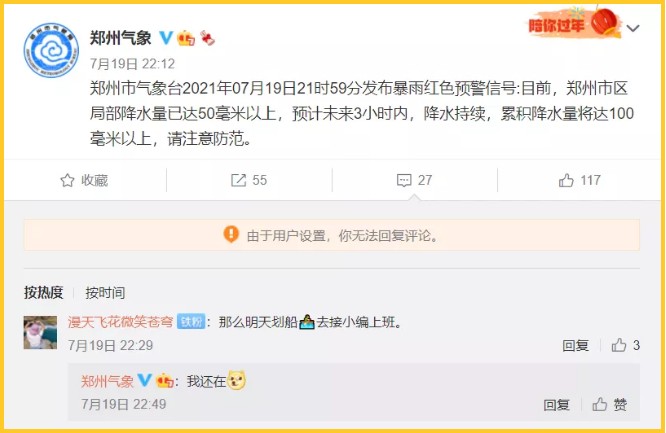 郑州气象
陪你过年
7月19日 22:12
郑州市气象台2021年07月19日21时59分发布暴雨红色预警信号:目前，郑州市区
局部降水量已达50毫米以上，预计未来3小时内，降水持续，累积降水量将达100
毫米以上，请注意防范。
收藏
55
27
117
由于用户设置，你无法回复评论。
按热度 | 按时间
漫天飞花微笑苍穹 铁粉：那么明天划船🚣去接小编上班。
7月19日 22:29
回复 3
郑州气象：我还在
7月19日 22:49
回复 赞